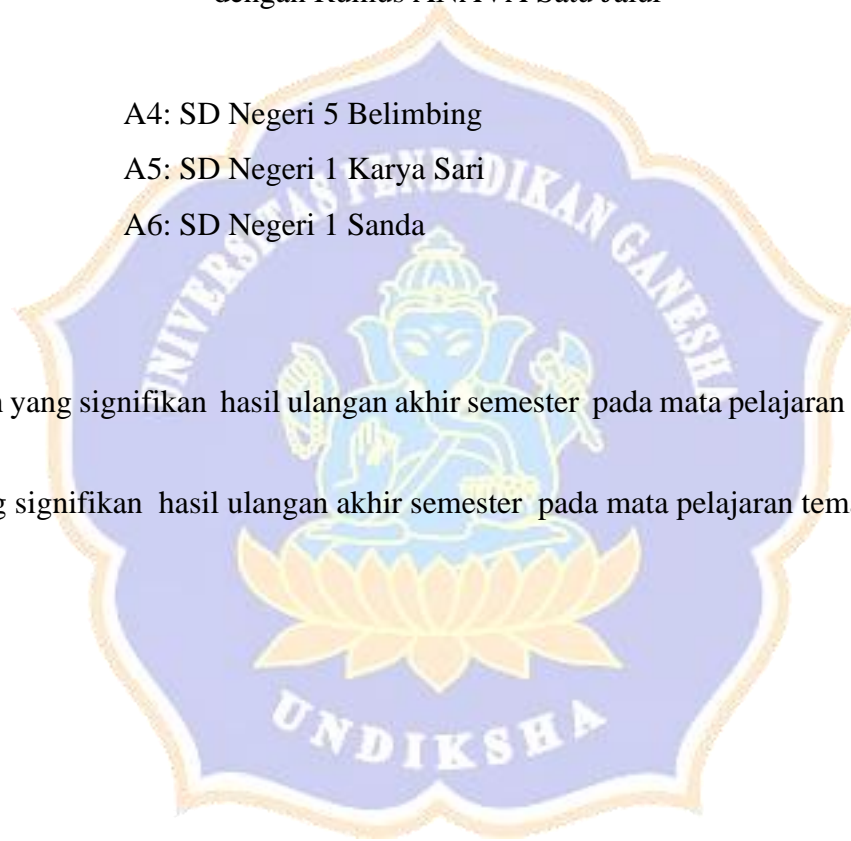 dengan Rumus ANAVA Satu Jalur
A4: SD Negeri 5 Belimbing
A5: SD Negeri 1 Karya Sari
A6: SD Negeri 1 Sanda
UNIVERSITAS PENDIDIKAN GANESHA
yang signifikan hasil ulangan akhir semester pada mata pelajaran
signifikan hasil ulangan akhir semester pada mata pelajaran
UNDIKSHA